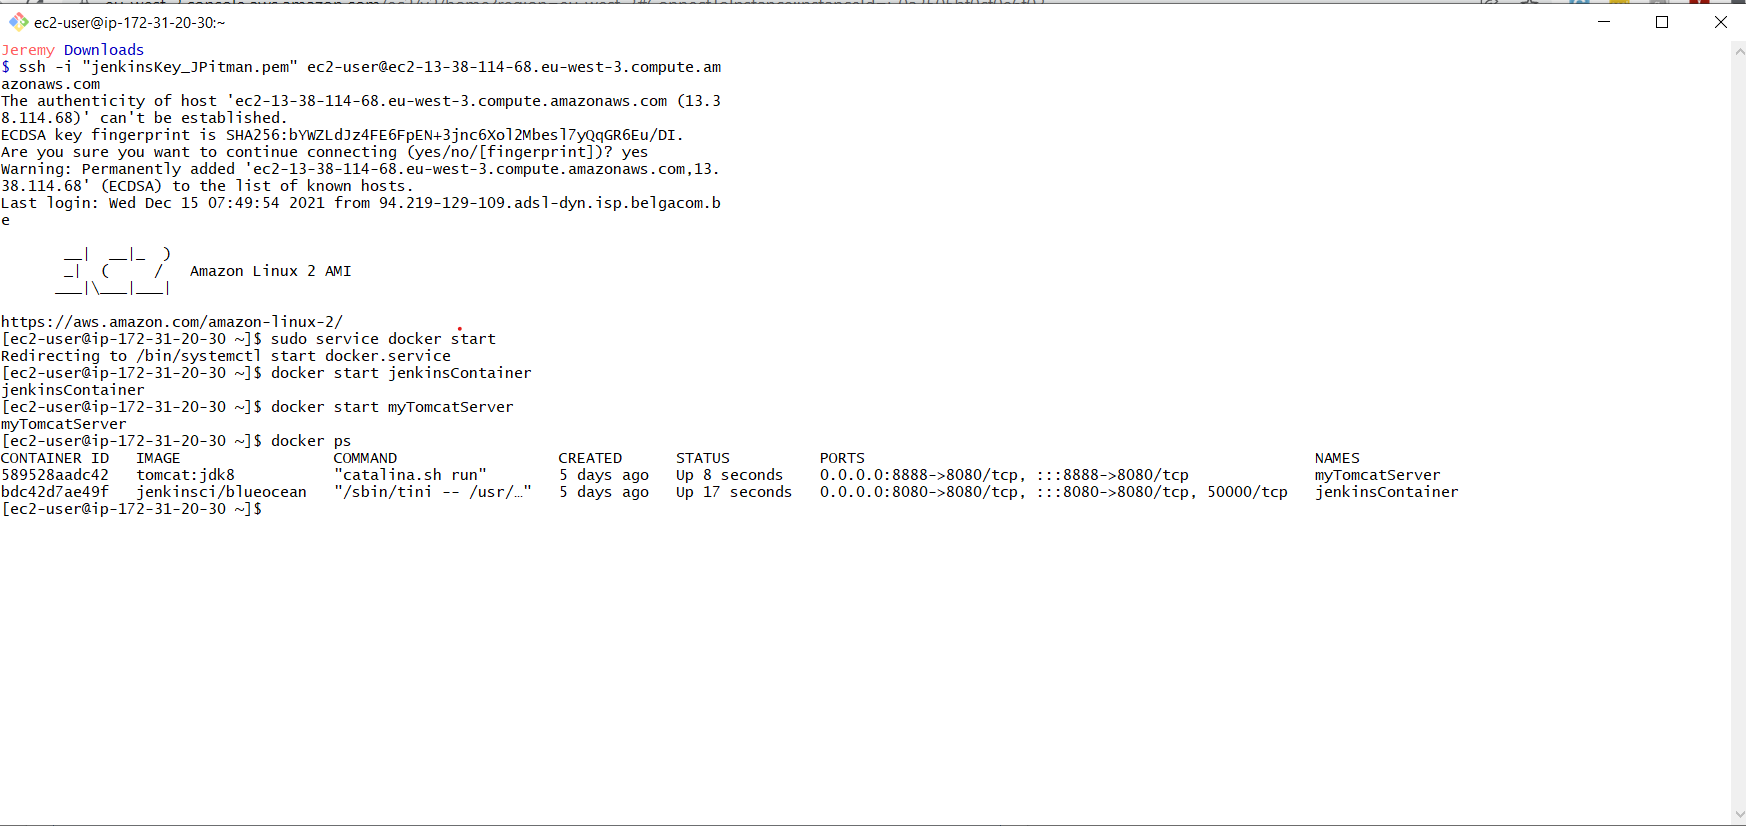 ec2-user@ip-172-31-20-30:~
Jeremy Downloads
$ ssh -i "jenkinsKey_JPitman.pem" ec2-user@ec2-13-38-114-68.eu-west-3.compute.am
azonaws.com
The authenticity of host 'ec2-13-38-114-68.eu-west-3.compute.amazonaws.com (13.3
8.114.68)' can't be established.
ECDSA key fingerprint is SHA256:bYWZLdJz4FE6FpEN+3jnc6Xol2Mbesl7yQqGR6Eu/DI.
Are you sure you want to continue connecting (yes/no/[fingerprint])? yes
Warning: Permanently added 'ec2-13-38-114-68.eu-west-3.compute.amazonaws.com,13.
38.114.68' (ECDSA) to the list of known hosts.
Last login: Wed Dec 15 07:49:54 2021 from 94.219-129-109.adsl-dyn.isp.belgacom.b
e
__|  __|_  )
_|  (     /   Amazon Linux 2 AMI
___|\___|___|
https://aws.amazon.com/amazon-linux-2/
[ec2-user@ip-172-31-20-30 ~]$ sudo service docker start
Redirecting to /bin/systemctl start docker.service
[ec2-user@ip-172-31-20-30 ~]$ docker start jenkinsContainer
jenkinsContainer
[ec2-user@ip-172-31-20-30 ~]$ docker start myTomcatServer
myTomcatServer
[ec2-user@ip-172-31-20-30 ~]$ docker ps
CONTAINER ID   IMAGE                 COMMAND                  CREATED      STATUS          PORTS                                                  NAMES
589528aadc42   tomcat:jdk8           "catalina.sh run"        5 days ago   Up 8 seconds    0.0.0.0:8888->8080/tcp, :::8888->8080/tcp              myTomcatServer
bdc42d7ae49f   jenkinsci/blueocean   "/sbin/tini -- /usr/…"   5 days ago   Up 17 seconds   0.0.0.0:8080->8080/tcp, :::8080->8080/tcp, 50000/tcp   jenkinsContainer
[ec2-user@ip-172-31-20-30 ~]$